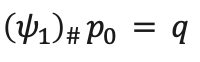 (ψ₁)#p₀ = q